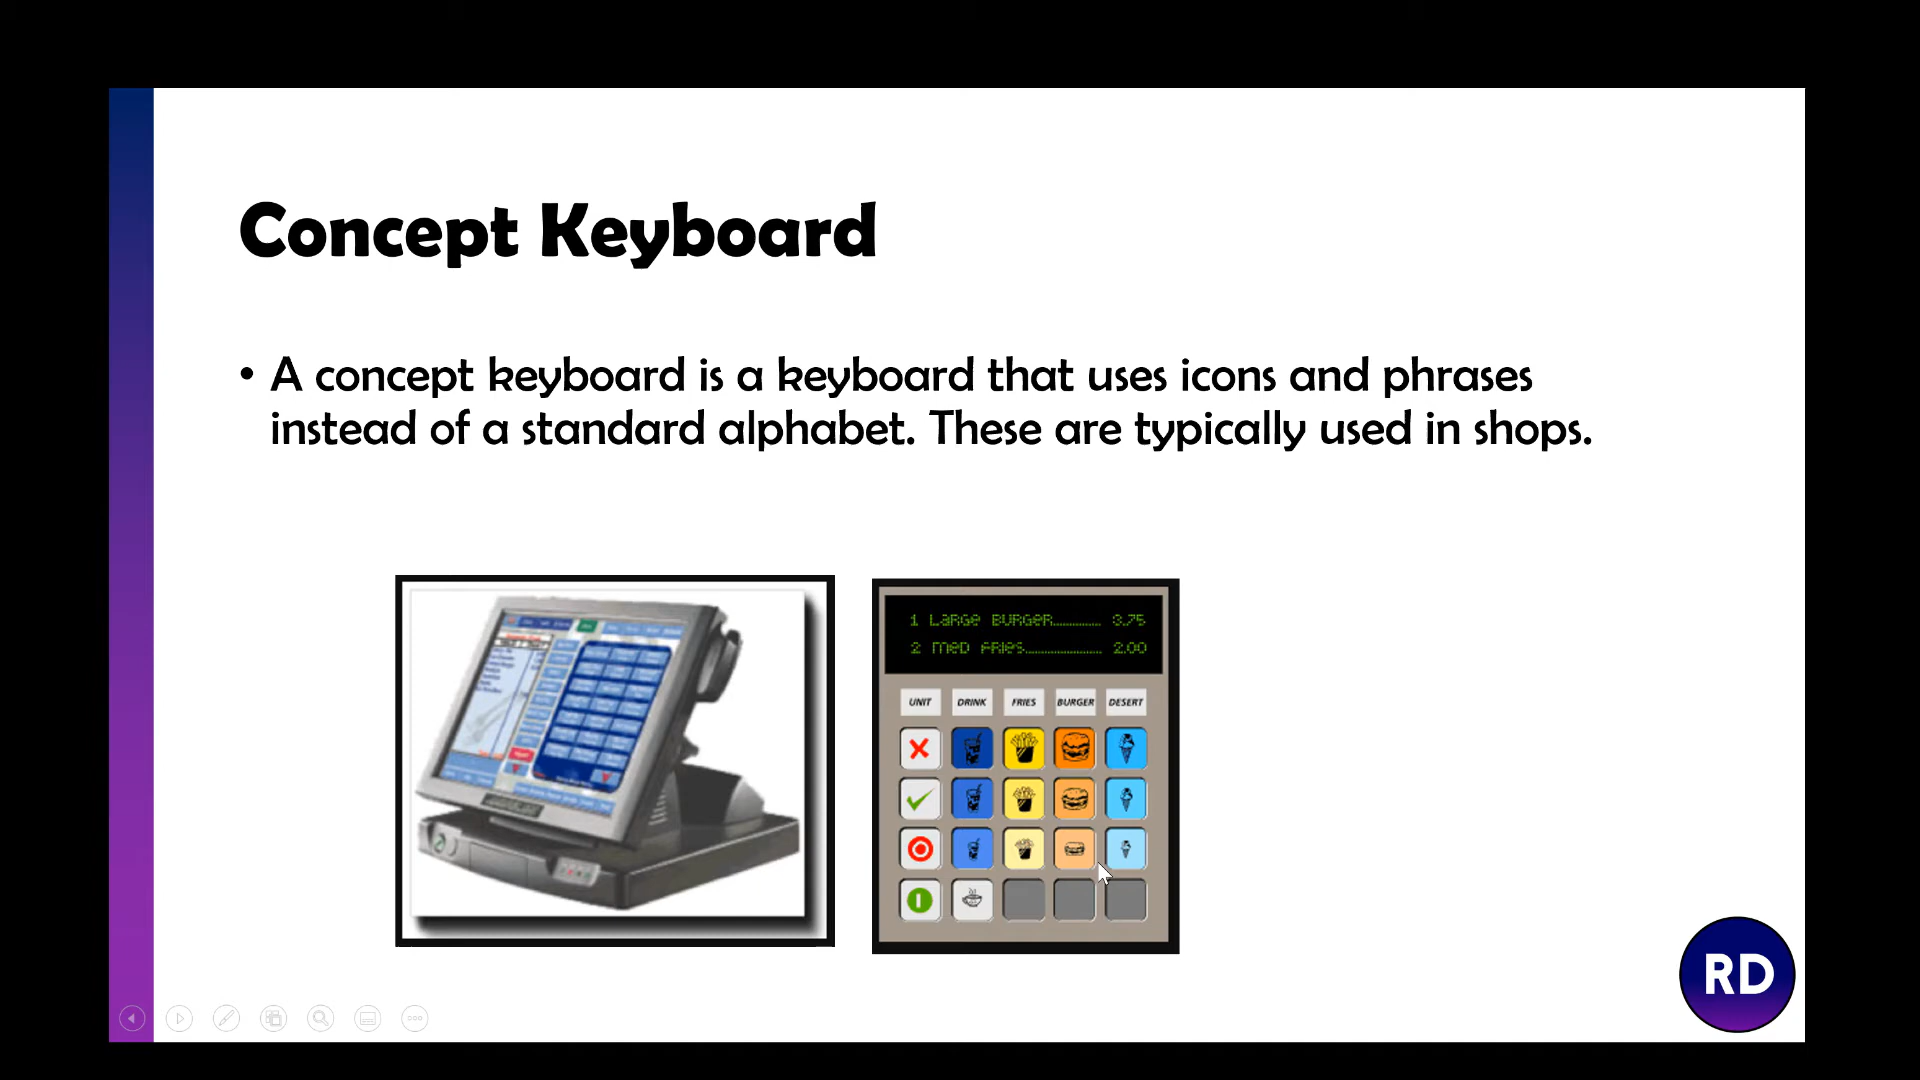 Concept Keyboard
• A concept keyboard is a keyboard that uses icons and phrases
instead of a standard alphabet. These are typically used in shops.
1 LARGE BURGER............ 3.75
2 MED FRIES................... 2.00
UNIT DRINK FRIES BURGER DESERT
RD